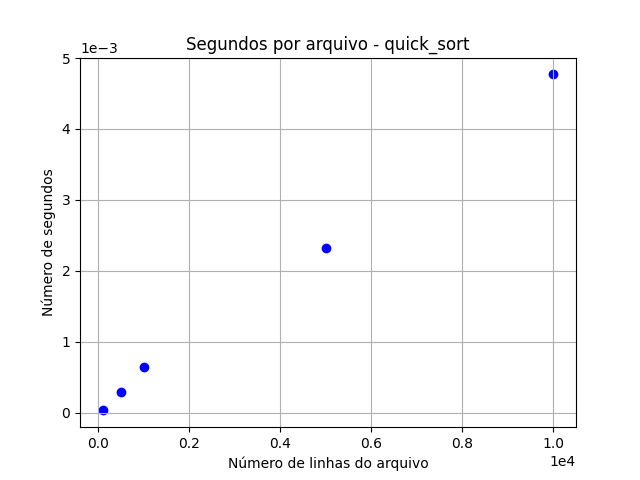 Segundos por arquivo - quick_sort
1e−3
5
4
3
2
1
0
Número de segundos
0.0 0.2 0.4 0.6 0.8 1.0
1e4
Número de linhas do arquivo